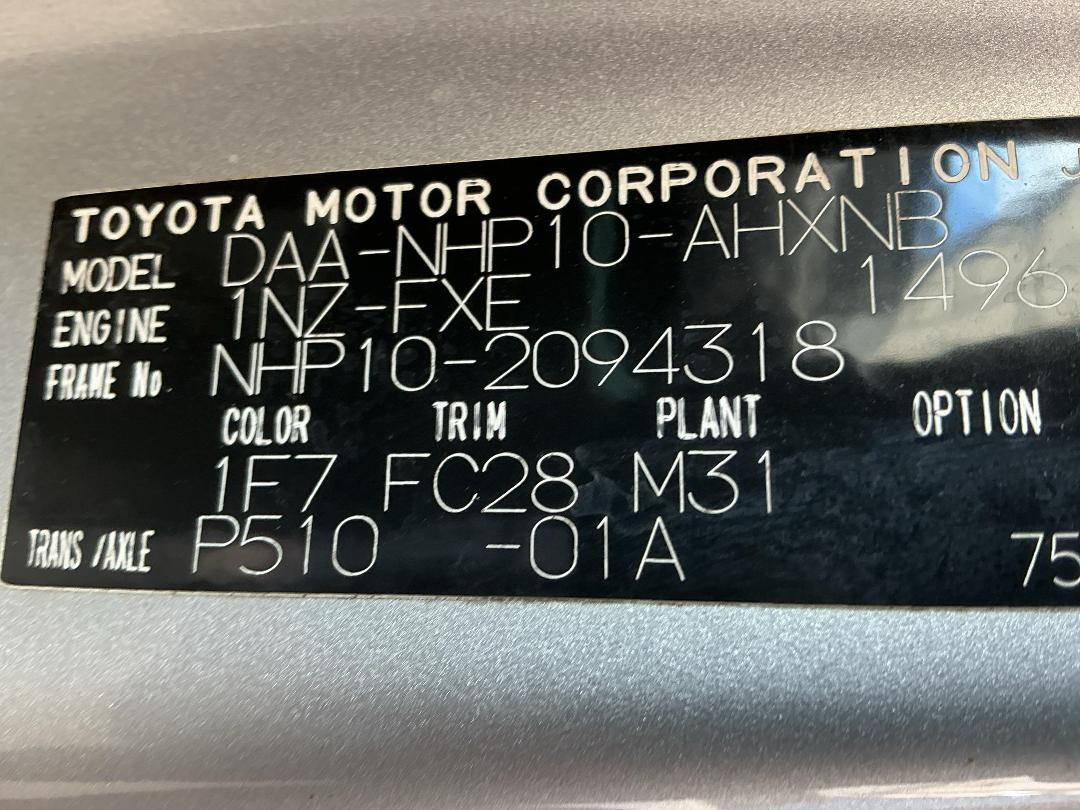 TOYOTA MOTOR CORPORATION
MODEL DAA-NHP10-AHXNB
ENGINE 1NZ-FXE 1496
FRAME No. NHP10-2094318
COLOR TRIM PLANT OPTION
1F7 FC28 M31
TRANS/AXLE P510 -01A 75